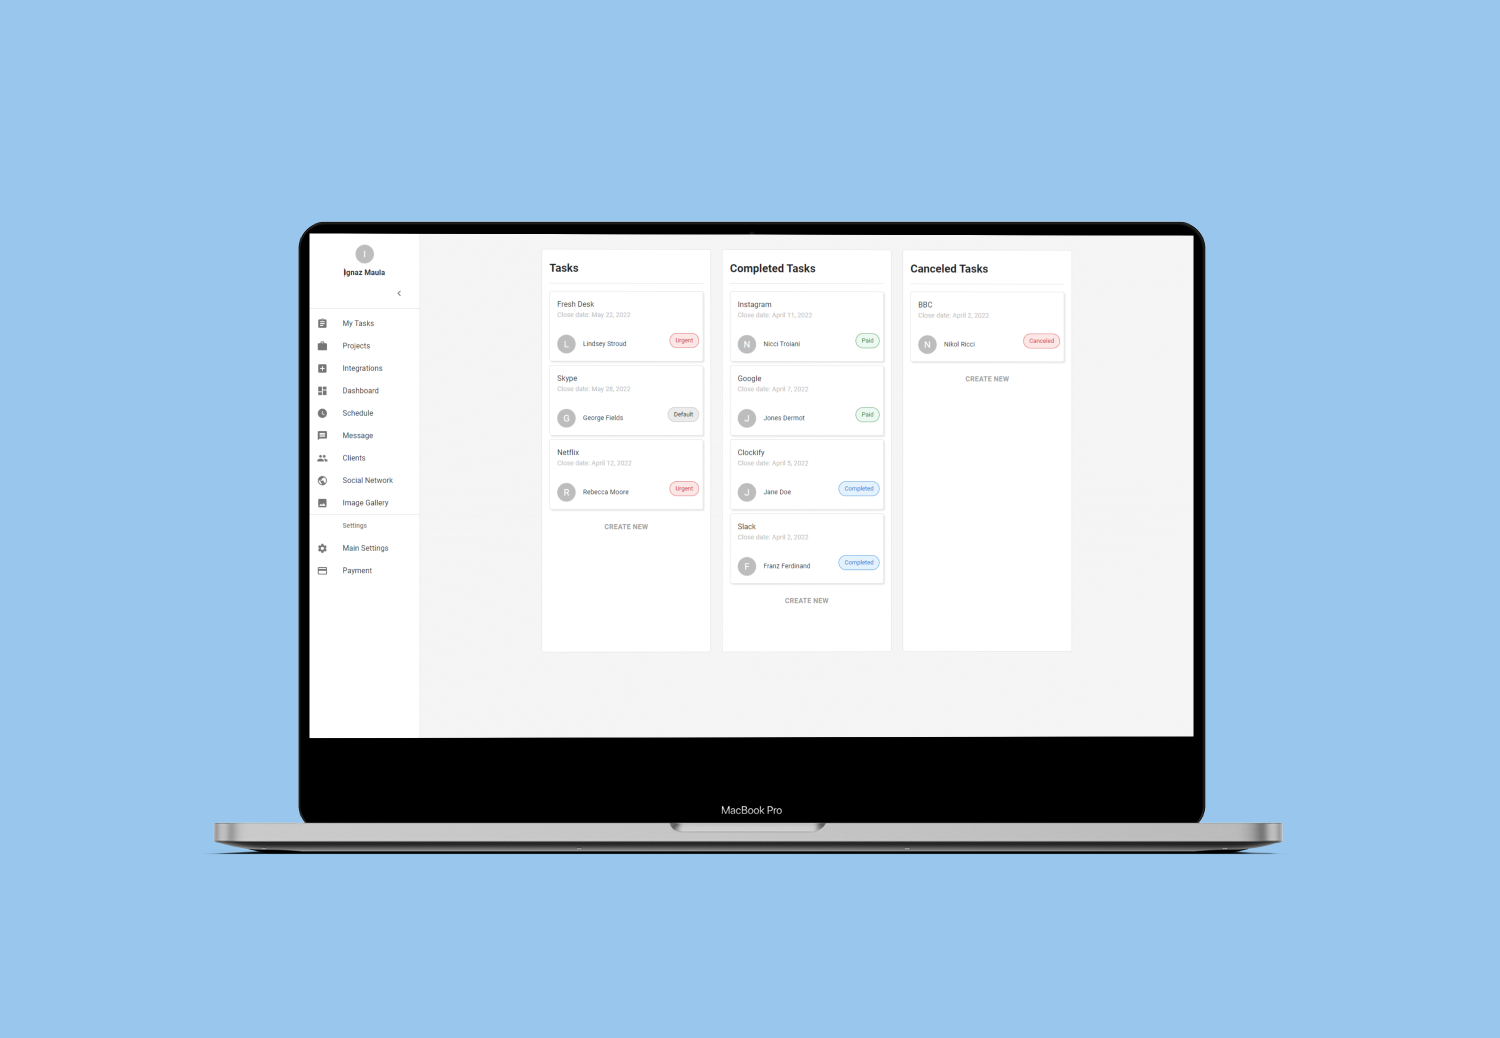 I
Ignaz Maula
My Tasks
Projects
Integrations
Dashboard
Schedule
Message
Clients
Social Network
Image Gallery
Settings
Main Settings
Payment
Tasks
Fresh Desk
Close date: May 22, 2022
L
Lindsey Stroud
Urgent
Skype
Close date: May 28, 2022
G
George Fields
Default
Netflix
Close date: April 12, 2022
R
Rebecca Moore
Urgent
CREATE NEW
Completed Tasks
Instagram
Close date: April 11, 2022
N
Nicci Troiani
Paid
Google
Close date: April 7, 2022
J
Jones Dermot
Paid
Clockify
Close date: April 5, 2022
J
Jane Doe
Completed
Slack
Close date: April 2, 2022
F
Franz Ferdinand
Completed
CREATE NEW
Canceled Tasks
BBC
Close date: April 2, 2022
N
Nikol Ricci
Canceled
CREATE NEW
MacBook Pro